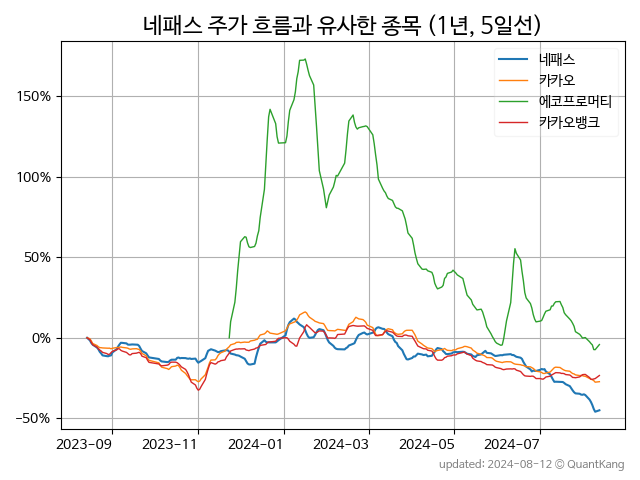 네패스 주가 흐름과 유사한 종목 (1년, 5일선)
네패스
카카오
에코프로머티
카카오뱅크
150%
100%
50%
0%
−50%
2023-09 2023-11 2024-01 2024-03 2024-05 2024-07
updated: 2024-08-12 © QuantKang